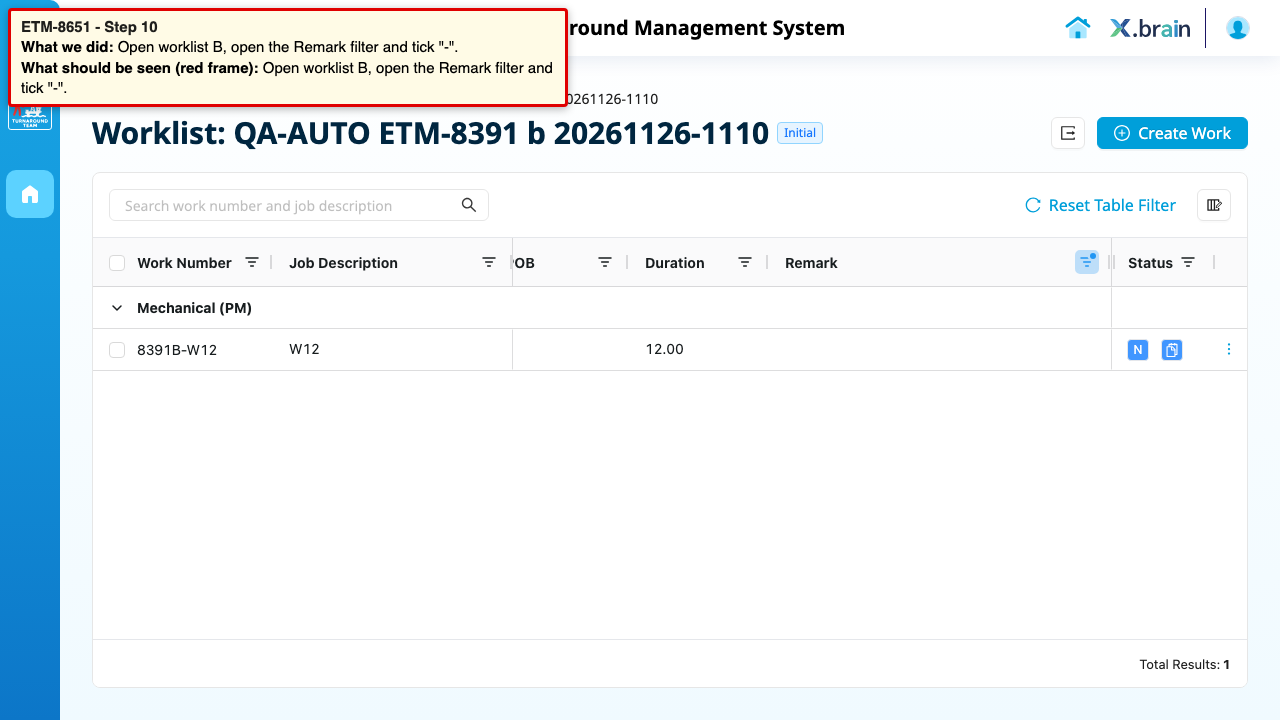 ETM-8651 - Step 10
What we did: Open worklist B, open the Remark filter and tick "-".
What should be seen (red frame): Open worklist B, open the Remark filter and
tick "-".
round Management System
X.brain
TURNAROUND
TEAM
0261126-1110
Worklist: QA-AUTO ETM-8391 b 20261126-1110
Initial
Create Work
Search work number and job description
Reset Table Filter
Work Number
Job Description
OB
Duration
Remark
Status
Mechanical (PM)
8391B-W12
W12
12.00
N
Total Results: 1